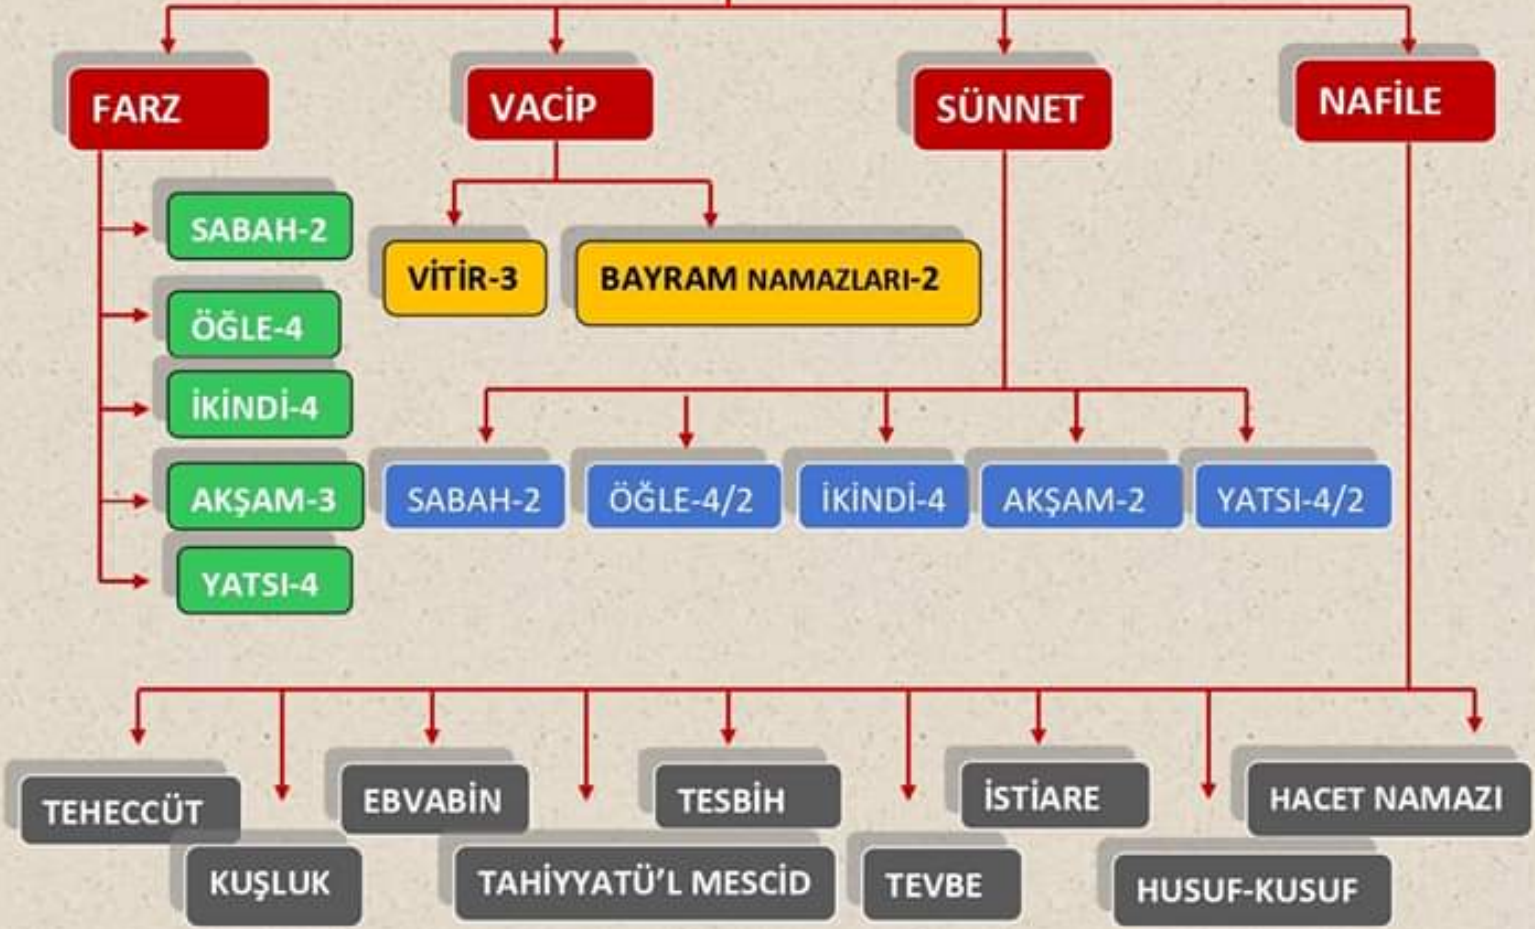 FARZ
VACİP
SÜNNET
NAFİLE
SABAH-2
ÖĞLE-4
İKİNDİ-4
AKŞAM-3
YATSI-4
VİTİR-3
BAYRAM NAMAZLARI-2
SABAH-2
ÖĞLE-4/2
İKİNDİ-4
AKŞAM-2
YATSI-4/2
TEHECCÜT
KUŞLUK
EBVABİN
TAHİYYATÜ'L MESCİD
TESBİH
TEVBE
İSTİARE
HUSUF-KUSUF
HACET NAMAZI